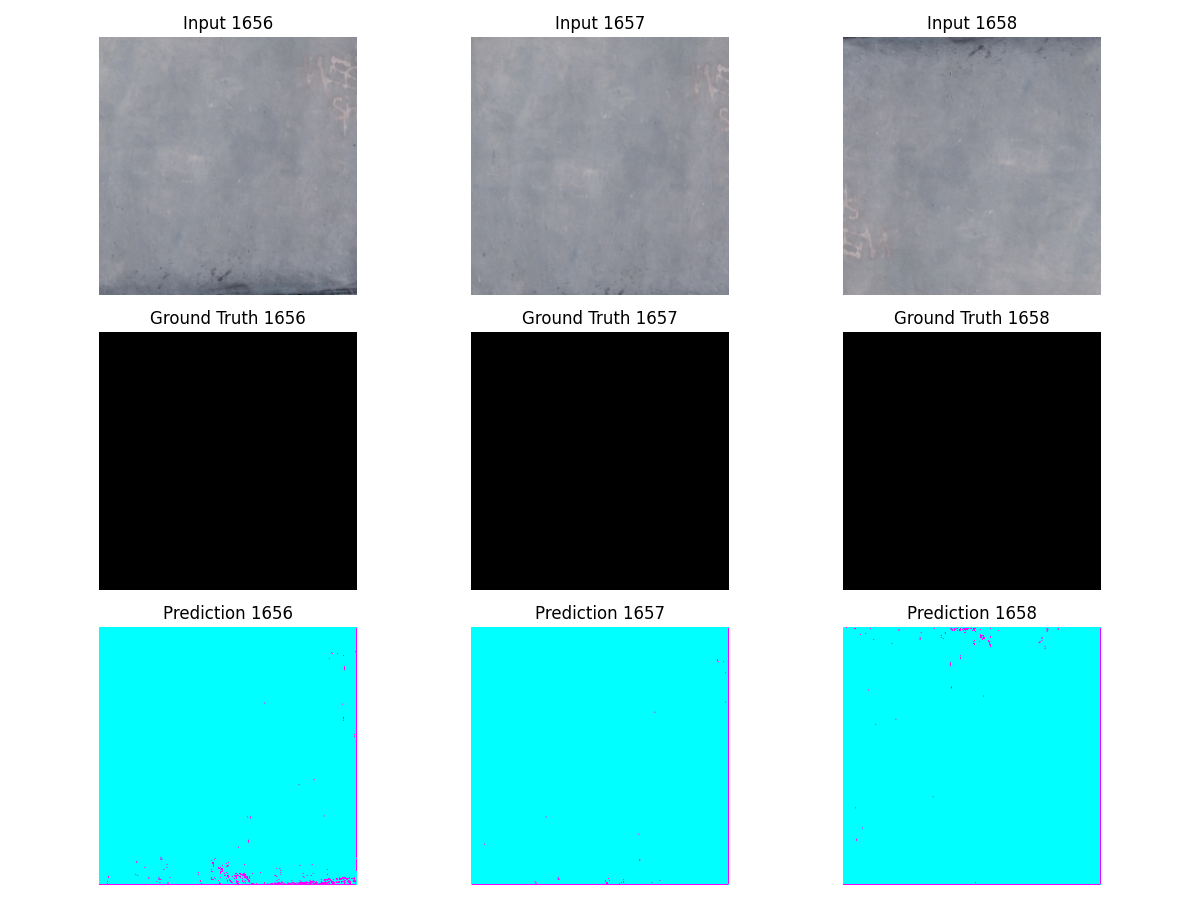 Input 1656
Input 1657
Input 1658
Ground Truth 1656
Ground Truth 1657
Ground Truth 1658
Prediction 1656
Prediction 1657
Prediction 1658